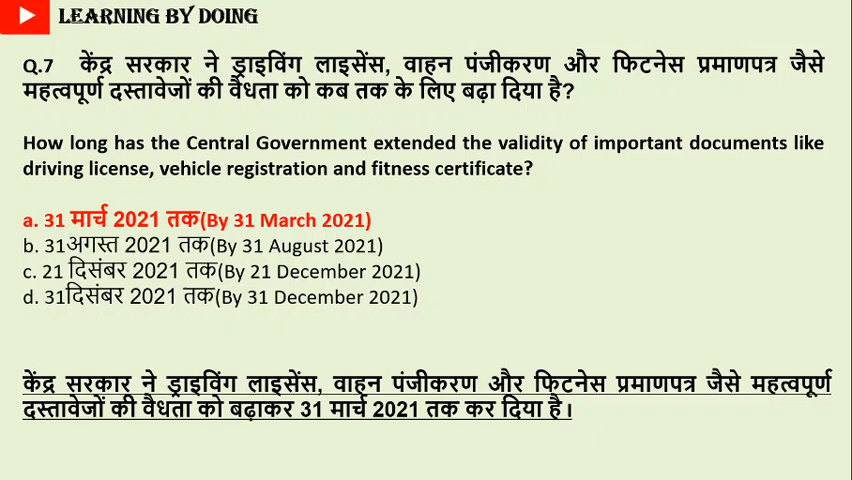 LEARNING BY DOING
Q.7 केंद्र सरकार ने ड्राइविंग लाइसेंस, वाहन पंजीकरण और फिटनेस प्रमाणपत्र जैसे
महत्वपूर्ण दस्तावेजों की वैधता को कब तक के लिए बढ़ा दिया है?
How long has the Central Government extended the validity of important documents like
driving license, vehicle registration and fitness certificate?
a. 31 मार्च 2021 तक(By 31 March 2021)
b. 31अगस्त 2021 तक(By 31 August 2021)
c. 21 दिसंबर 2021 तक(By 21 December 2021)
d. 31दिसंबर 2021 तक(By 31 December 2021)
केंद्र सरकार ने ड्राइविंग लाइसेंस, वाहन पंजीकरण और फिटनेस प्रमाणपत्र जैसे महत्वपूर्ण
दस्तावेजों की वैधता को बढ़ाकर 31 मार्च 2021 तक कर दिया है।